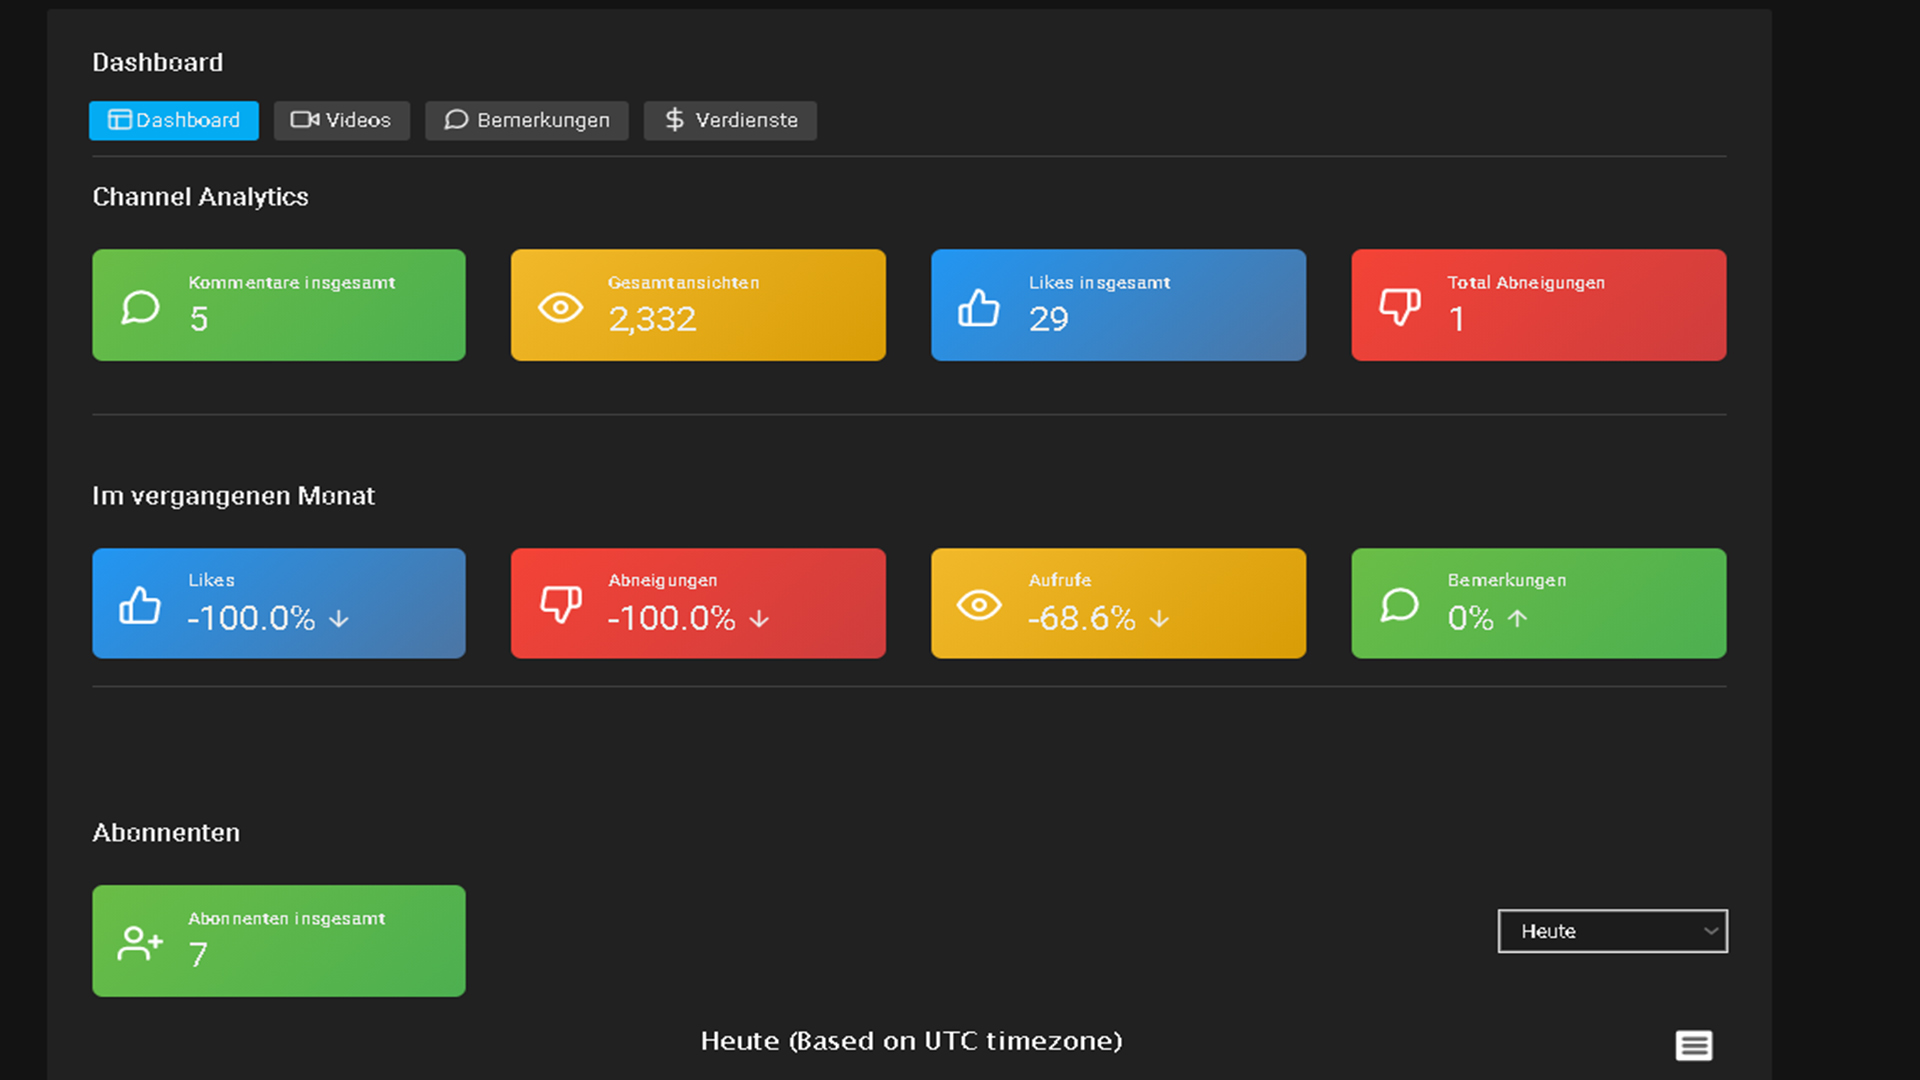 Dashboard
Dashboard Videos Bemerkungen Verdienste
Channel Analytics
Kommentare insgesamt Gesamtansichten Likes insgesamt Total Abneigungen
5 2,332 29 1
Im vergangenen Monat
Likes Abneigungen Aufrufe Bemerkungen
-100.0% ↓ -100.0% ↓ -68.6% ↓ 0% ↑
Abonnenten
Abonnenten insgesamt
7
Heute
Heute (Based on UTC timezone)